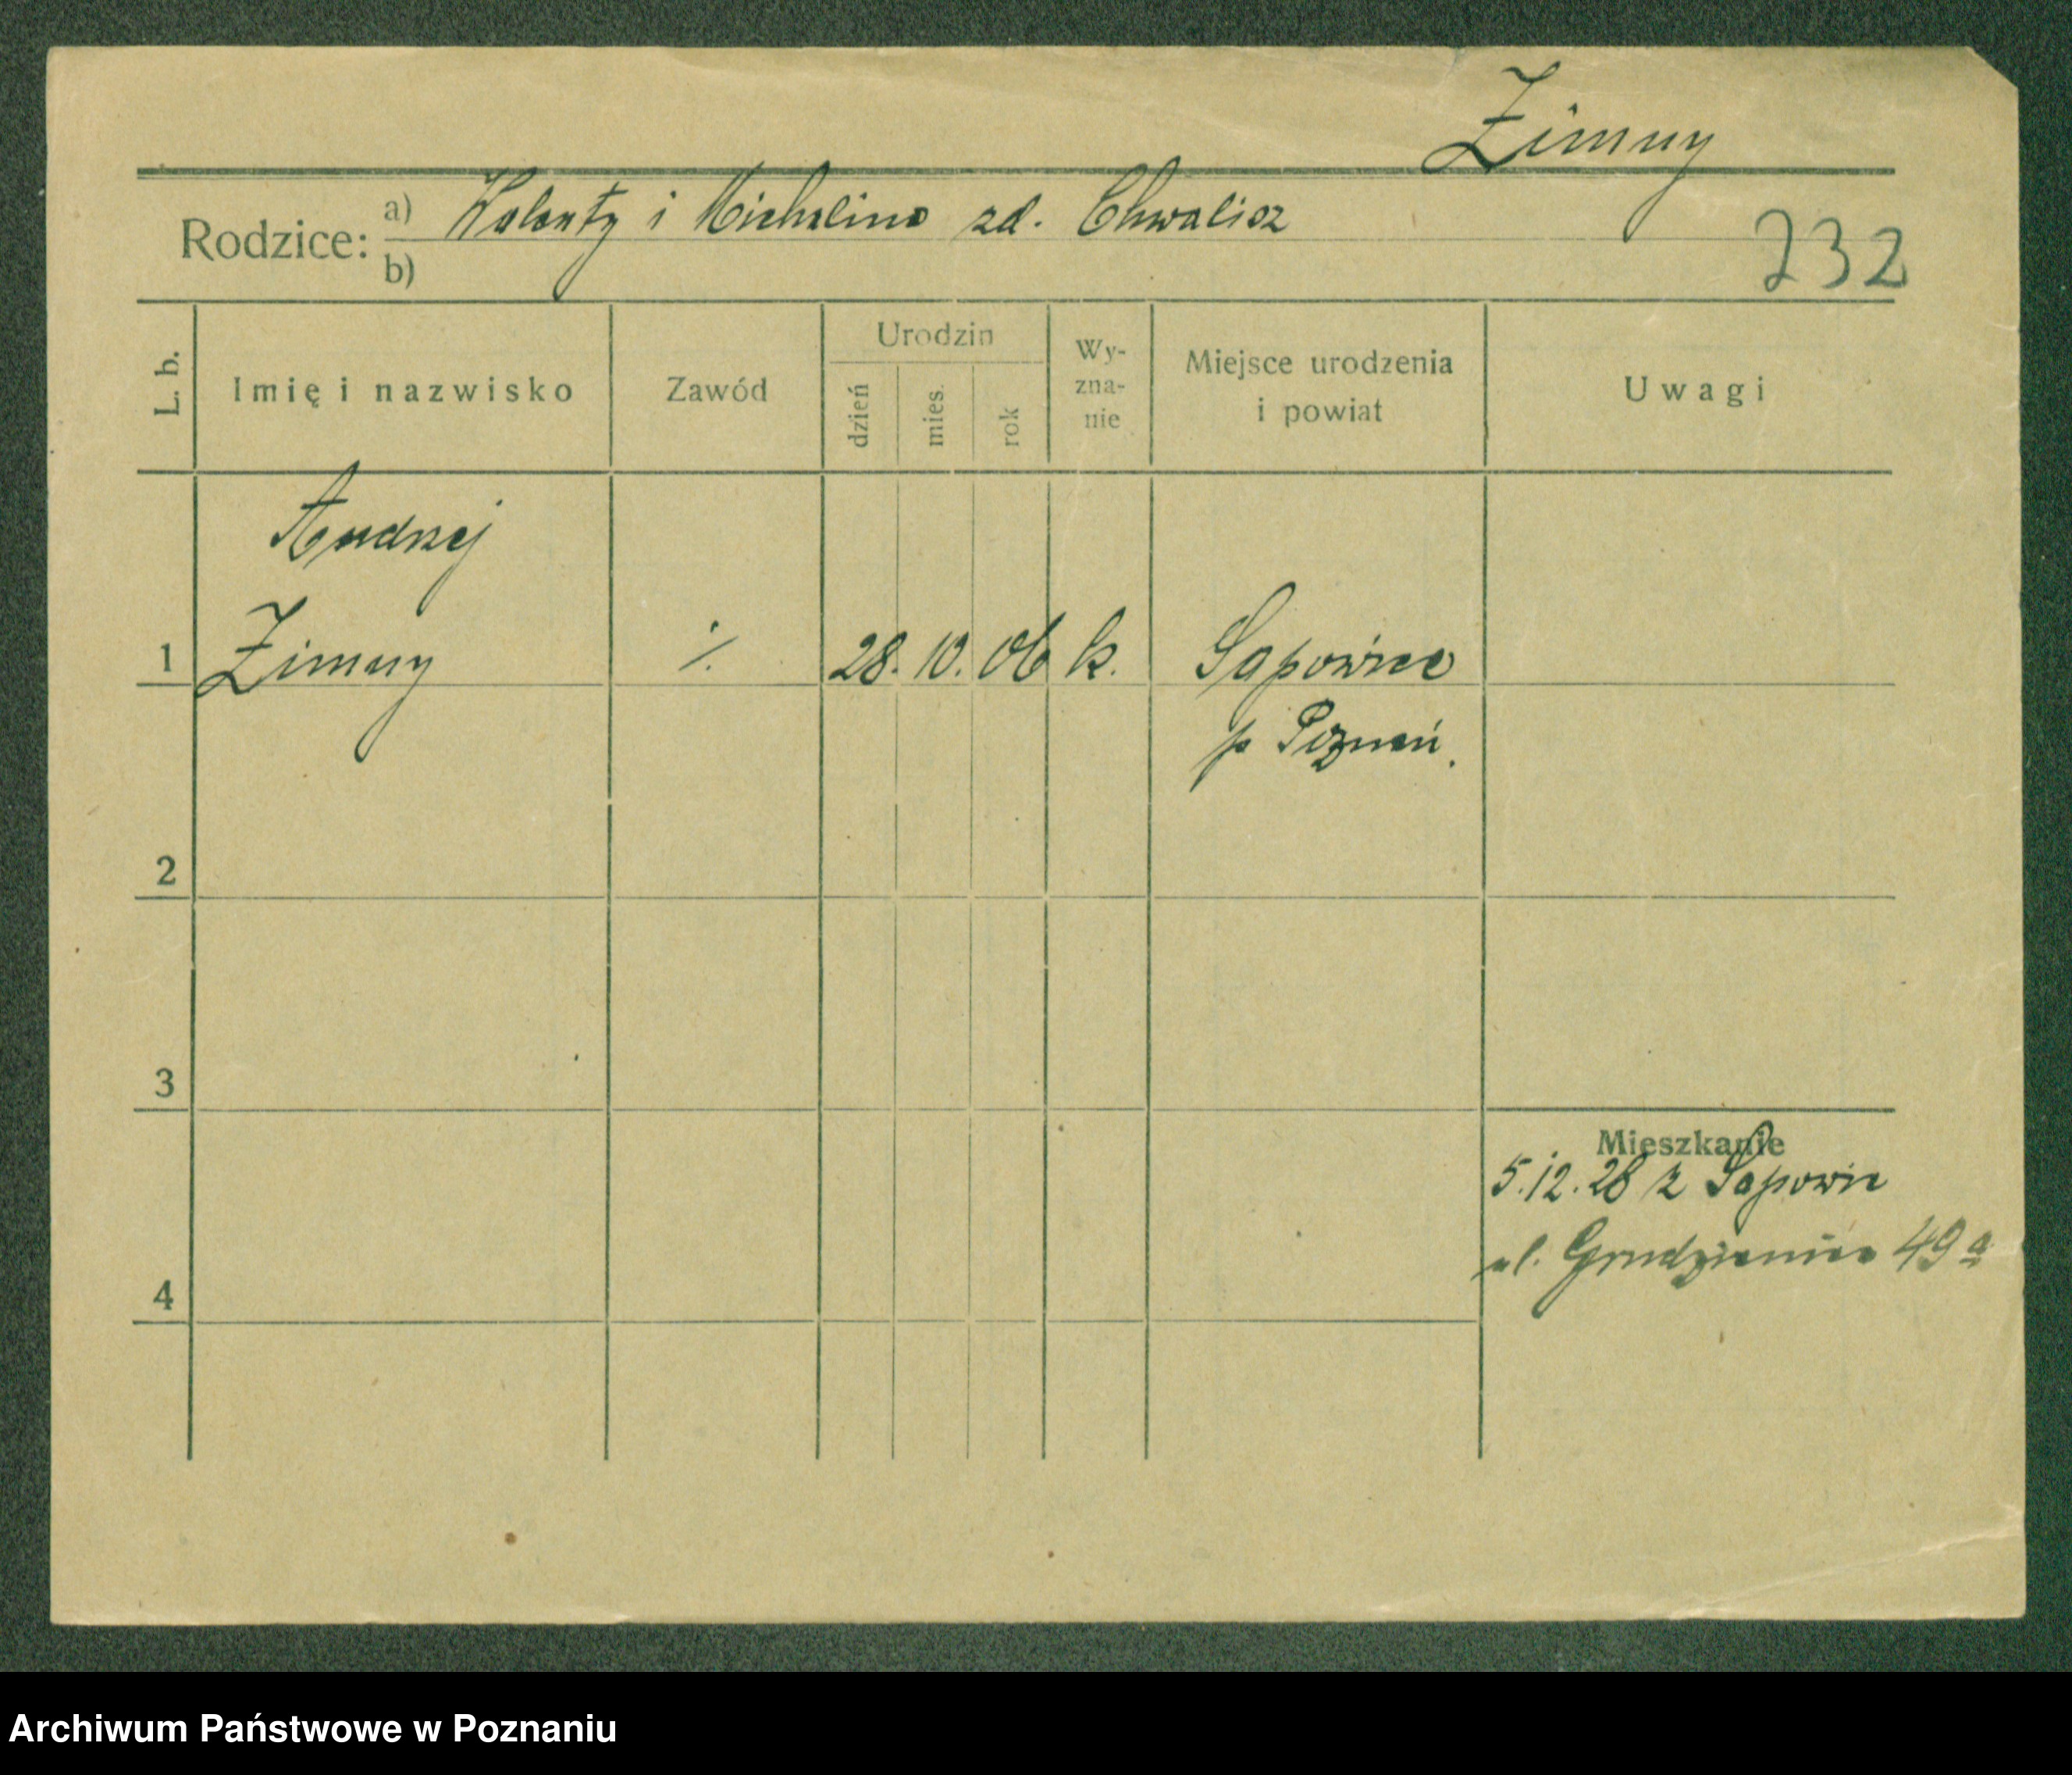 Zimny
Rodzice: a) Walenty i Michalina zd. Chwalisz
b)
732
L. b.
Imię i nazwisko
Zawód
Urodzin
dzień
mies.
rok
Wy-
zna-
nie
Miejsce urodzenia
i powiat
Uwagi
Andrzej
1 Zimny ·/. 28. 10. 06 k. Sapowice
p Poznań.
2
3
Mieszkanie
5.12.26 z Sapowic
ul. Grudzieniec 49a
4
Archiwum Państwowe w Poznaniu